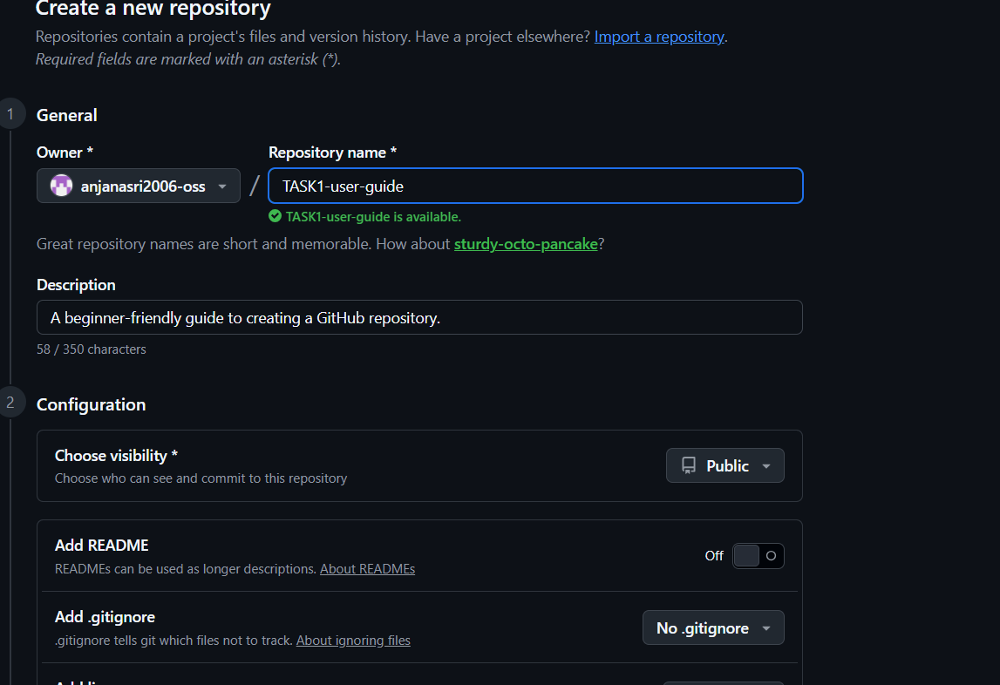 Create a new repository
Repositories contain a project's files and version history. Have a project elsewhere? Import a repository.
Required fields are marked with an asterisk (*).
1
General
Owner *
Repository name *
anjanasri2006-oss
/
TASK1-user-guide
TASK1-user-guide is available.
Great repository names are short and memorable. How about sturdy-octo-pancake?
Description
A beginner-friendly guide to creating a GitHub repository.
58 / 350 characters
2
Configuration
Choose visibility *
Choose who can see and commit to this repository
Public
Add README
READMEs can be used as longer descriptions. About READMEs
Off
Add .gitignore
.gitignore tells git which files not to track. About ignoring files
No .gitignore